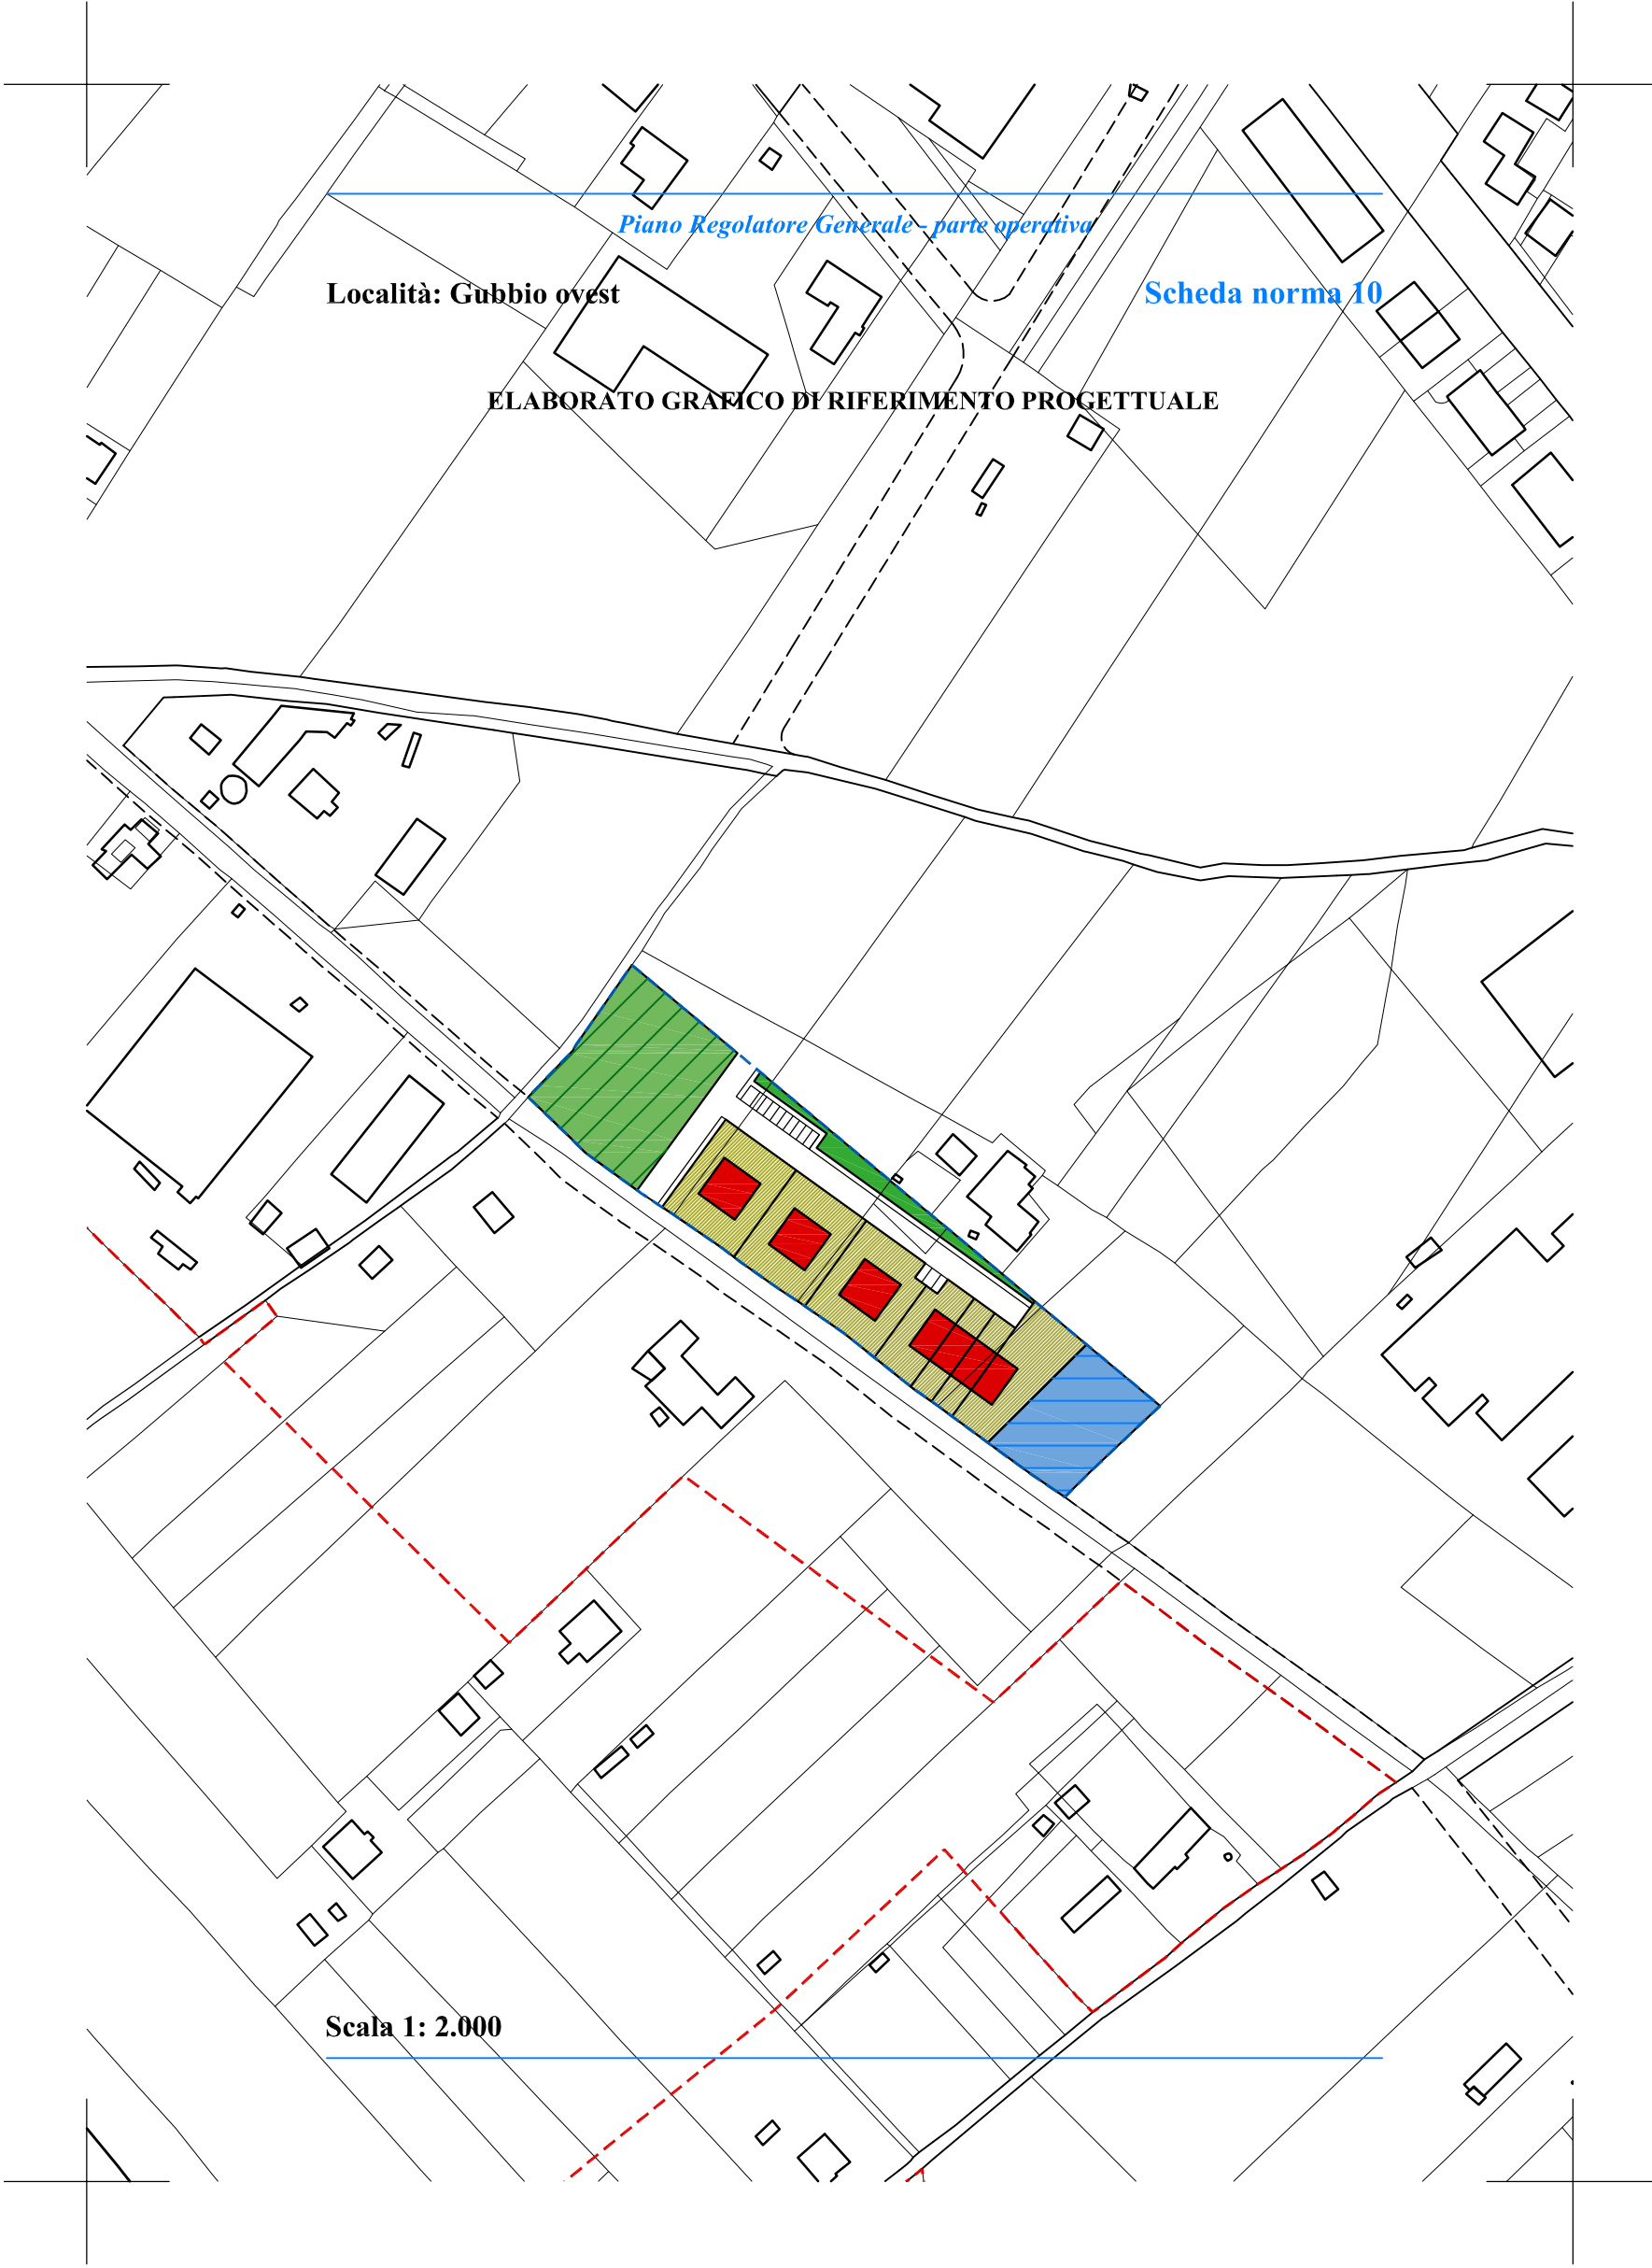 Piano Regolatore Generale - parte operativa
Località: Gubbio ovest
Scheda norma 10
ELABORATO GRAFICO DI RIFERIMENTO PROGETTUALE
Scala 1: 2.000